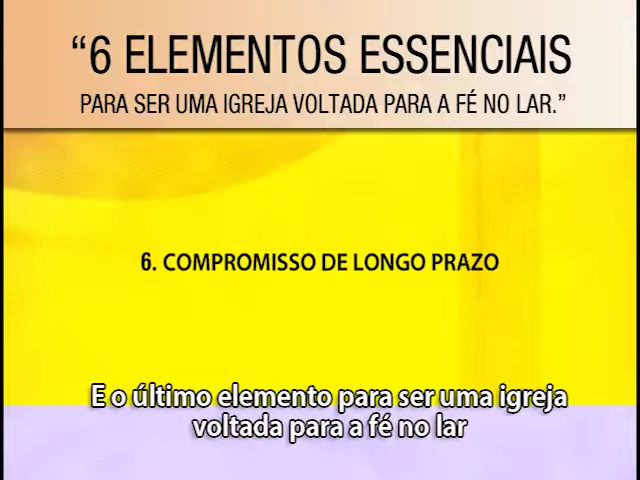 “6 ELEMENTOS ESSENCIAIS
PARA SER UMA IGREJA VOLTADA PARA A FÉ NO LAR.”
6. COMPROMISSO DE LONGO PRAZO
E o último elemento para ser uma igreja
voltada para a fé no lar